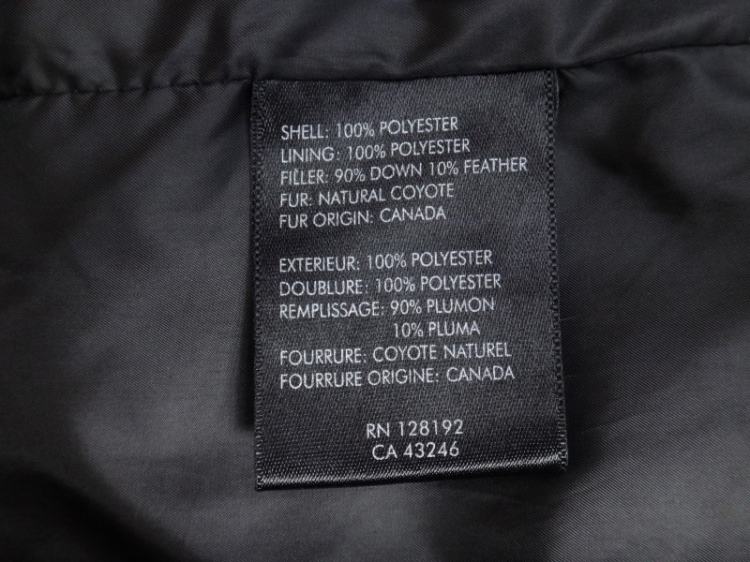 SHELL: 100% POLYESTER
LINING: 100% POLYESTER
FILLER: 90% DOWN 10% FEATHER
FUR: NATURAL COYOTE
FUR ORIGIN: CANADA
EXTERIEUR: 100% POLYESTER
DOUBLURE: 100% POLYESTER
REMPLISSAGE: 90% PLUMON
10% PLUMA
FOURRURE: COYOTE NATUREL
FOURRURE ORIGINE: CANADA
RN 128192
CA 43246